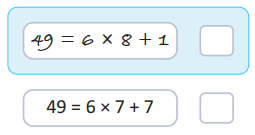 49 = 6 × 8 + 1
49 = 6 × 7 + 7